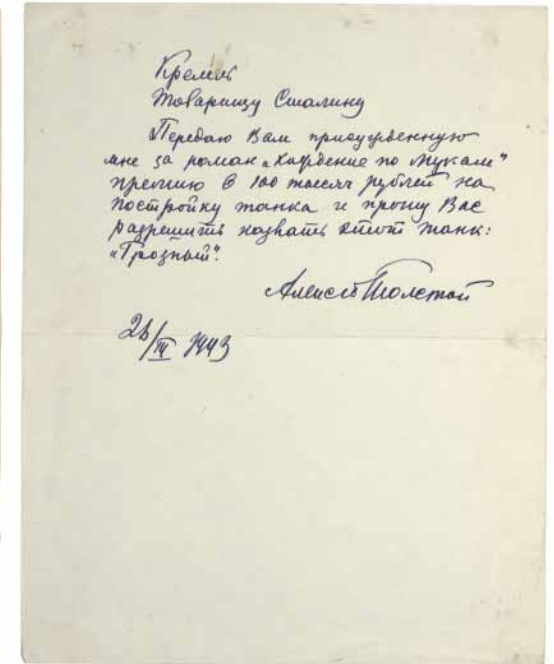 Кремль
Товарищу Сталину
Передаю Вам присужденную
мне за роман „Хождение по мукам"
премию в 100 тысяч рублей на
постройку танка и прошу Вас
разрешить назвать этот танк:
„Грозный".
Алексей Толстой
26/III 1943